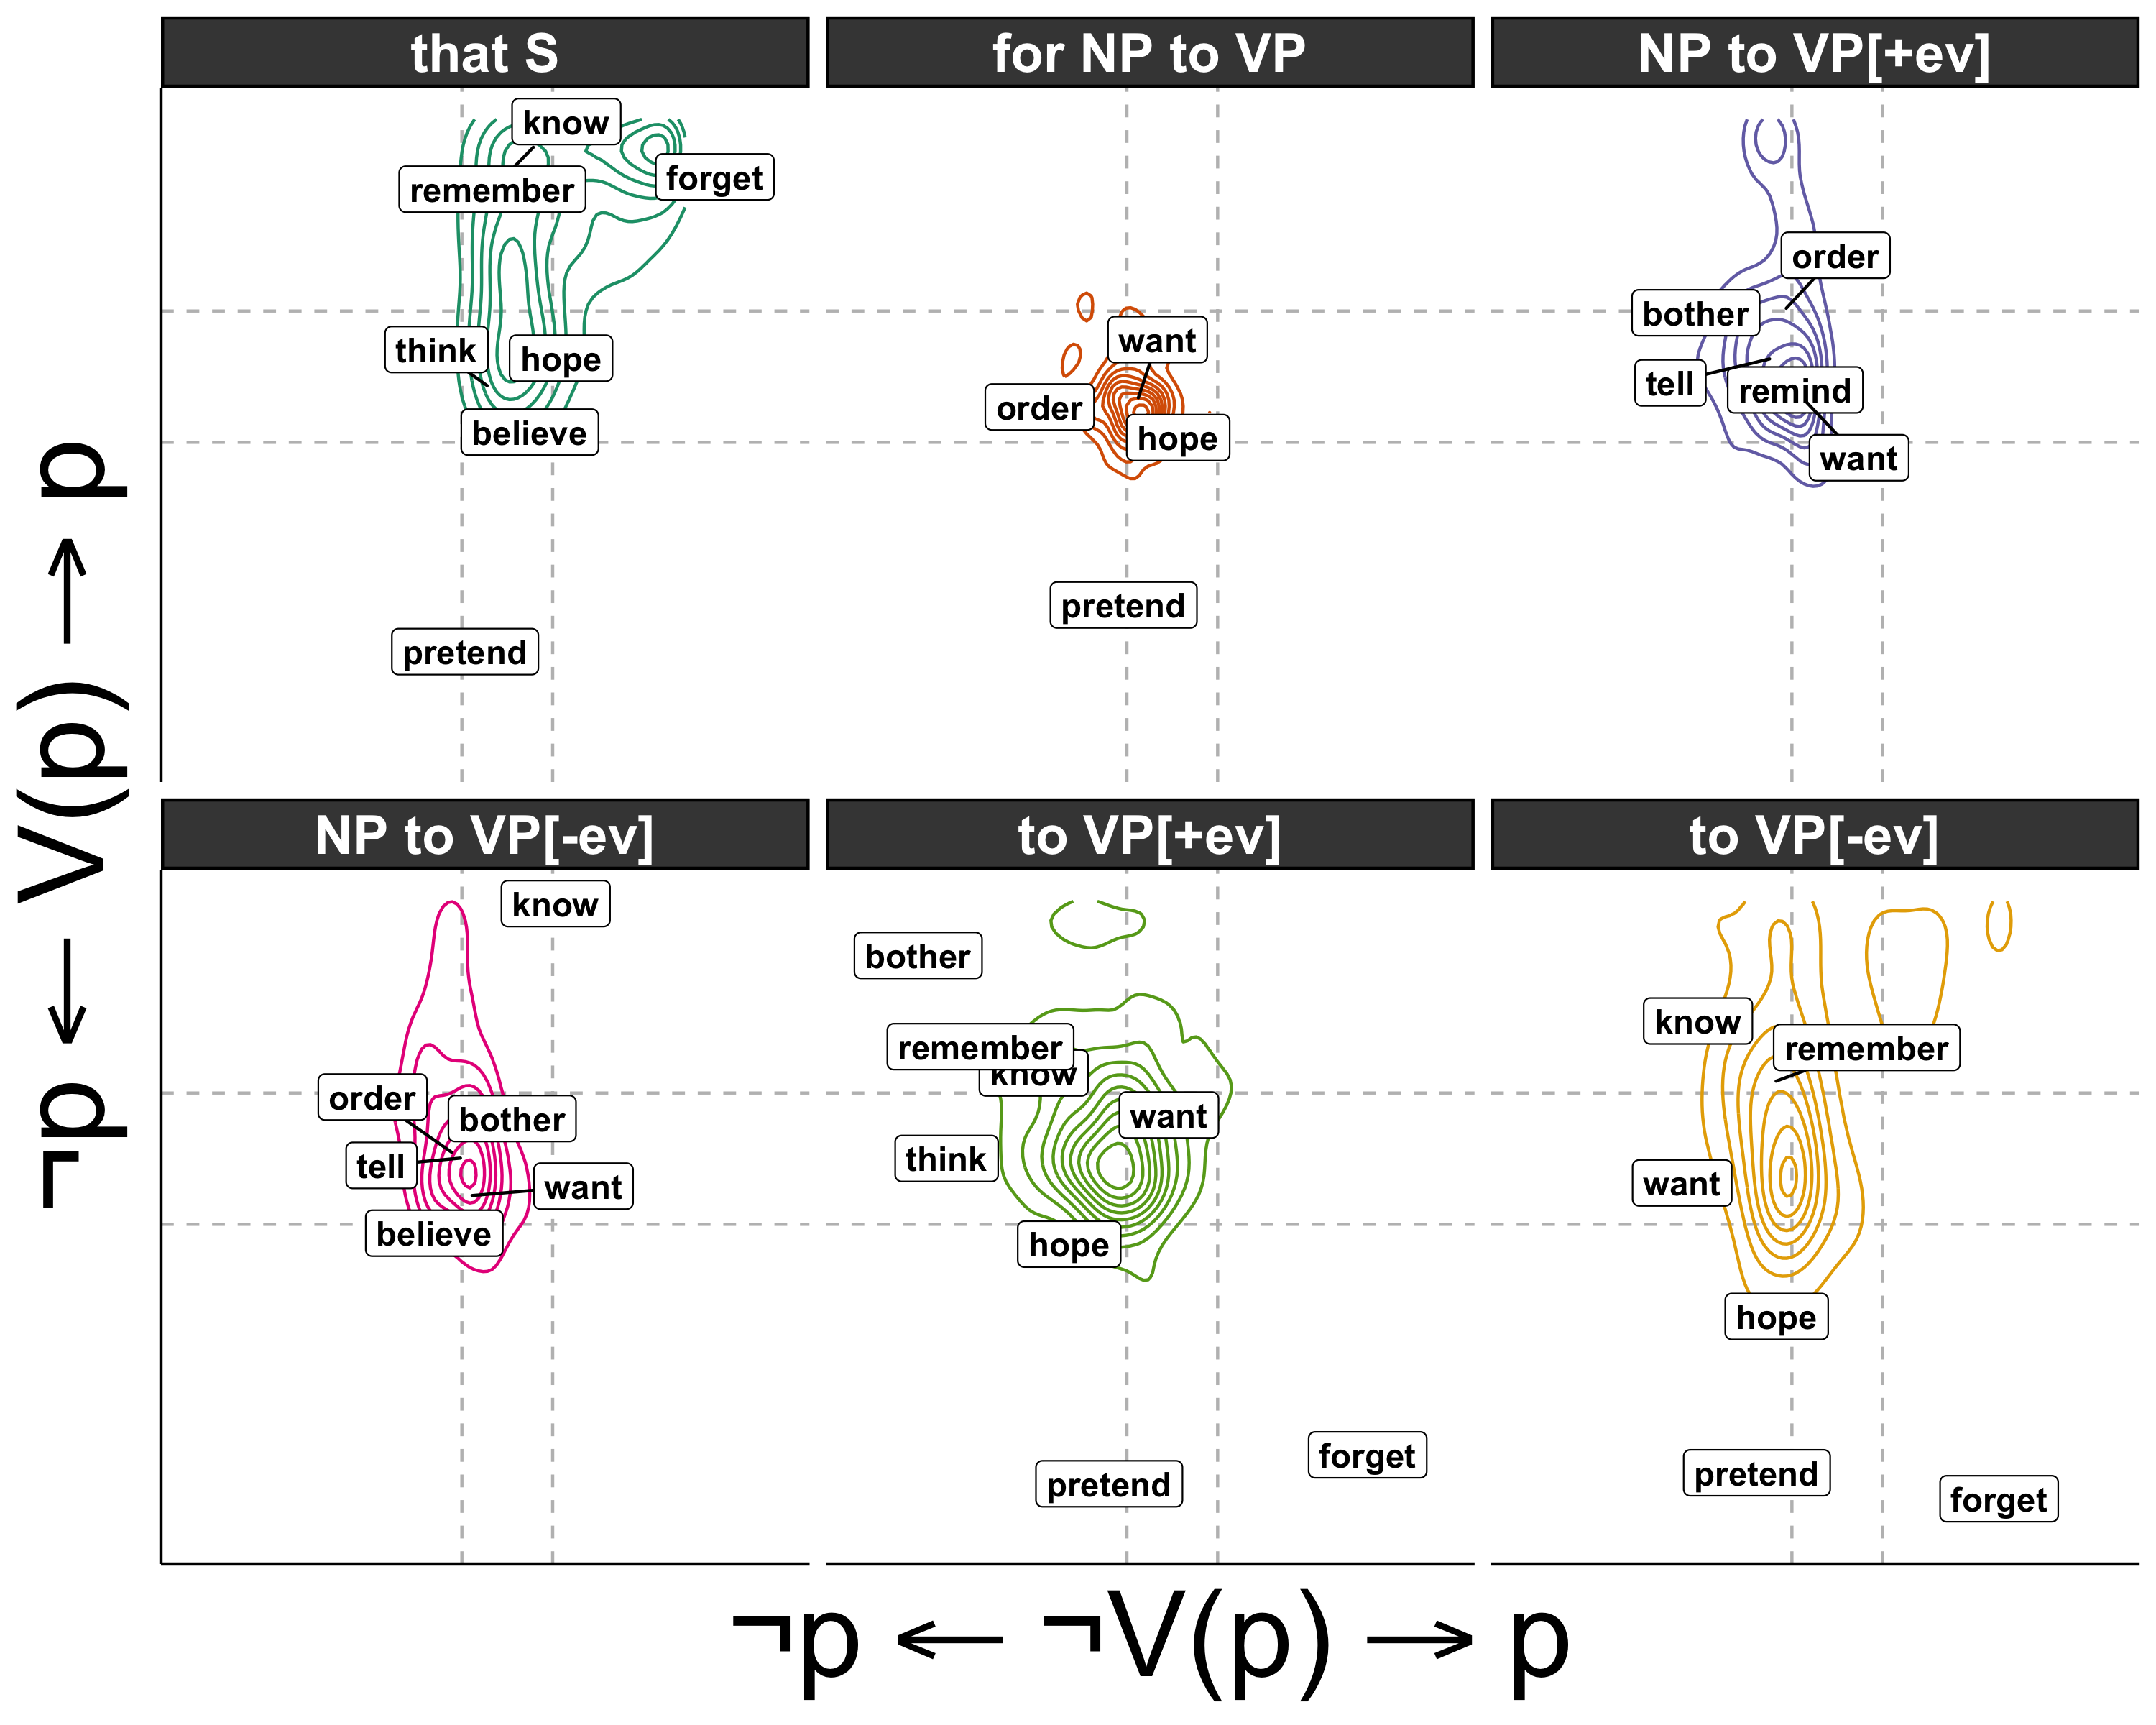 that S
know
remember
forget
think
hope
believe
pretend
for NP to VP
want
order
hope
pretend
NP to VP[+ev]
order
bother
tell
remind
want
NP to VP[-ev]
know
order
bother
tell
want
believe
to VP[+ev]
bother
remember
know
want
think
hope
forget
pretend
to VP[-ev]
know
remember
want
hope
pretend
forget
¬p ← V(p) → p
¬p ← ¬V(p) → p